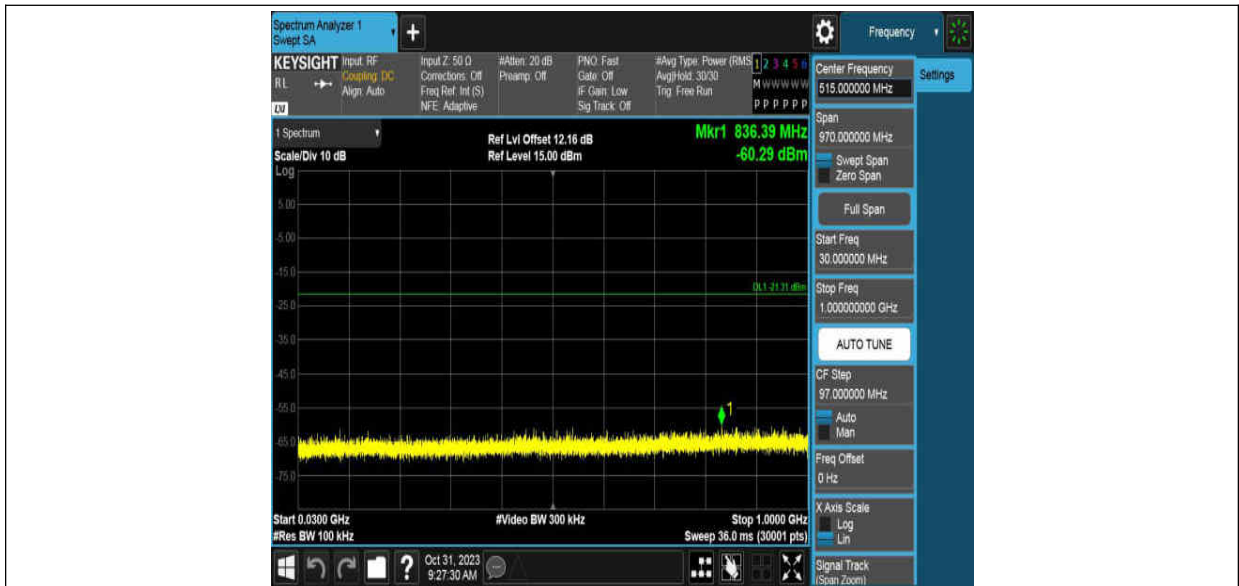 Spectrum Analyzer 1
Swept SA
+
Frequency
KEYSIGHT
RL
LXI
Input: RF
Coupling: DC
Align: Auto
Input Z: 50 Ω
Corrections: Off
Freq Ref: Int (S)
NFE: Adaptive
#Atten: 20 dB
Preamp: Off
PNO: Fast
Gate: Off
IF Gain: Low
Sig Track: Off
#Avg Type: Power (RMS
Avg|Hold: 30/30
Trig: Free Run
1 2 3 4 5 6
M W W W W W
P P P P P P
Center Frequency
515.000000 MHz
Settings
1 Spectrum
Scale/Div 10 dB
Log
Ref Lvl Offset 12.16 dB
Ref Level 15.00 dBm
Mkr1 836.39 MHz
-60.29 dBm
Span
970.000000 MHz
Swept Span
Zero Span
Full Span
Start Freq
30.000000 MHz
Stop Freq
1.000000000 GHz
AUTO TUNE
CF Step
97.000000 MHz
Auto
Man
Freq Offset
0 Hz
X Axis Scale
Log
Lin
Signal Track
(Span Zoom)
5.00
-5.00
-15.0
DL1 -21.31 dBm
-25.0
-35.0
-45.0
-55.0
1
-65.0
-75.0
Start 0.0300 GHz
#Res BW 100 kHz
#Video BW 300 kHz
Stop 1.0000 GHz
Sweep 36.0 ms (30001 pts)
?
Oct 31, 2023
9:27:30 AM